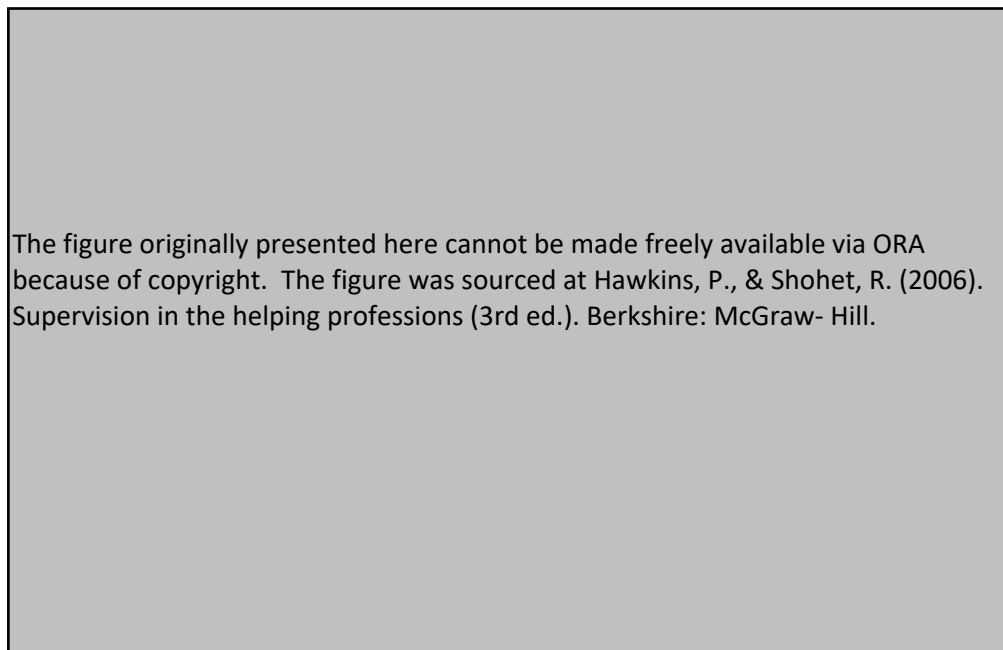 The figure originally presented here cannot be made freely available via ORA
because of copyright.  The figure was sourced at Hawkins, P., & Shohet, R. (2006).
Supervision in the helping professions (3rd ed.). Berkshire: McGraw- Hill.